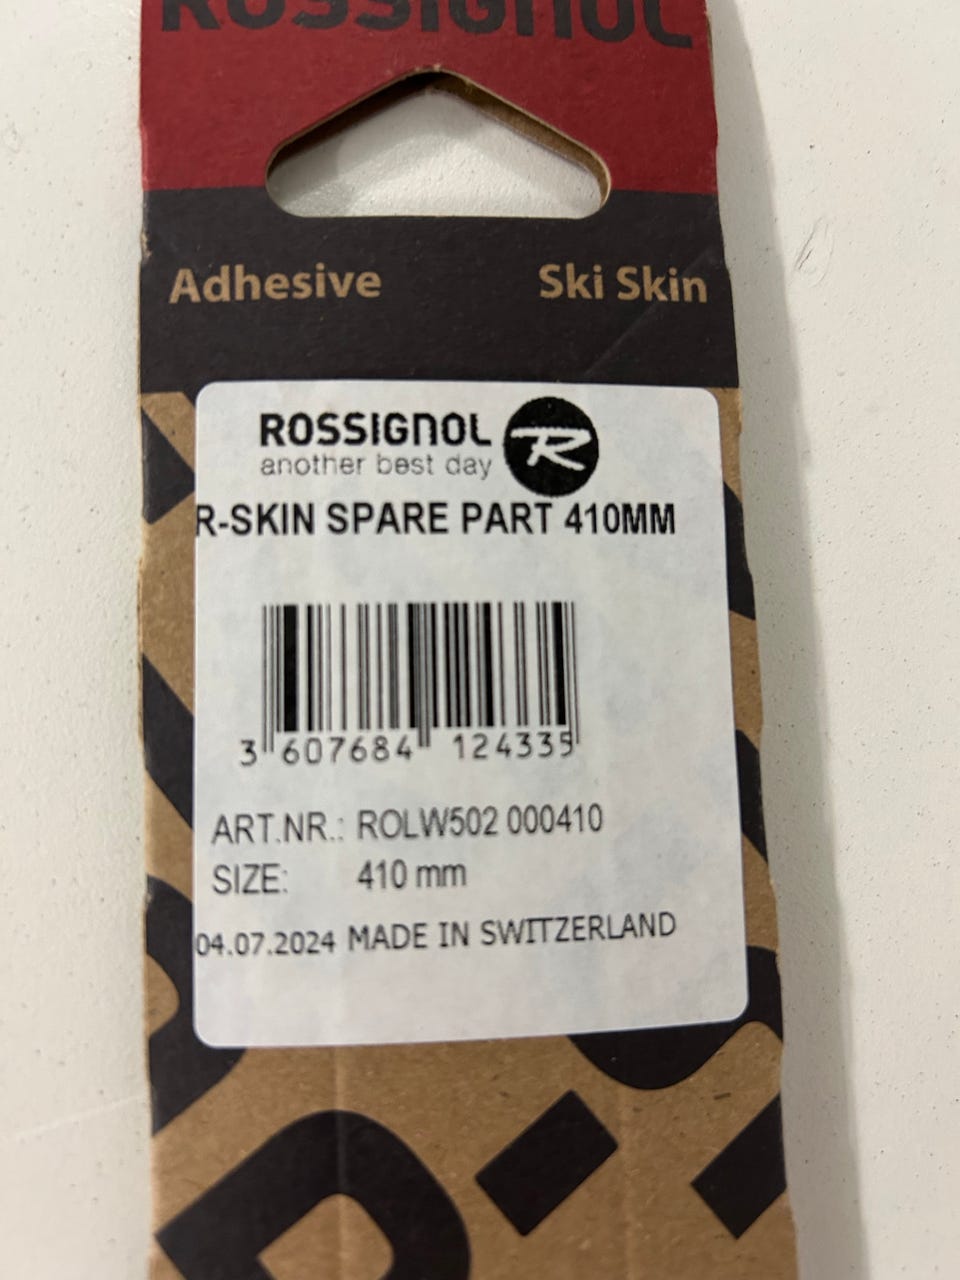 ROSSIGNOL
Adhesive Ski Skin
ROSSIGNOL R
another best day
R-SKIN SPARE PART 410MM
3 607684 124335
ART.NR.: ROLW502 000410
SIZE: 410 mm
04.07.2024 MADE IN SWITZERLAND